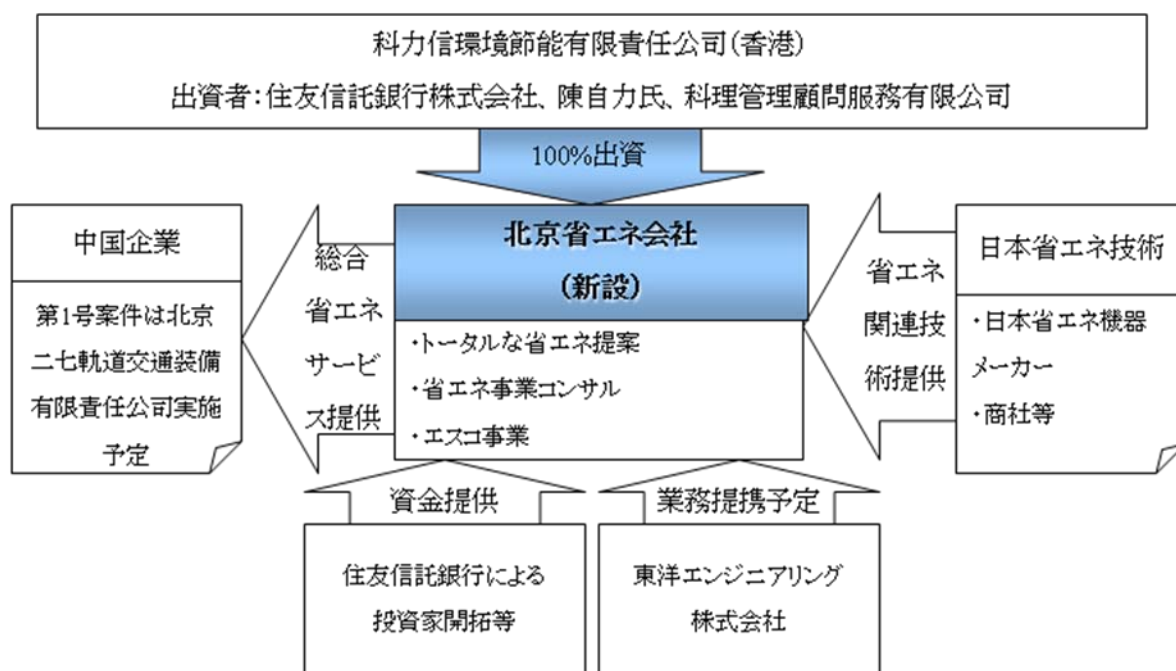 科力信環境節能有限責任公司(香港)
出資者:住友信託銀行株式会社、陳自力氏、科理管理顧問服務有限公司
100%出資
中国企業
第1号案件は北京
二七軌道交通装備
有限責任公司実施
予定
総合
省エネ
サービ
ス提供
北京省エネ会社
(新設)
・トータルな省エネ提案
・省エネ事業コンサル
・エスコ事業
省エネ
関連技
術提供
日本省エネ技術
・日本省エネ機器
メーカー
・商社等
資金提供
住友信託銀行による
投資家開拓等
業務提携予定
東洋エンジニアリング
株式会社